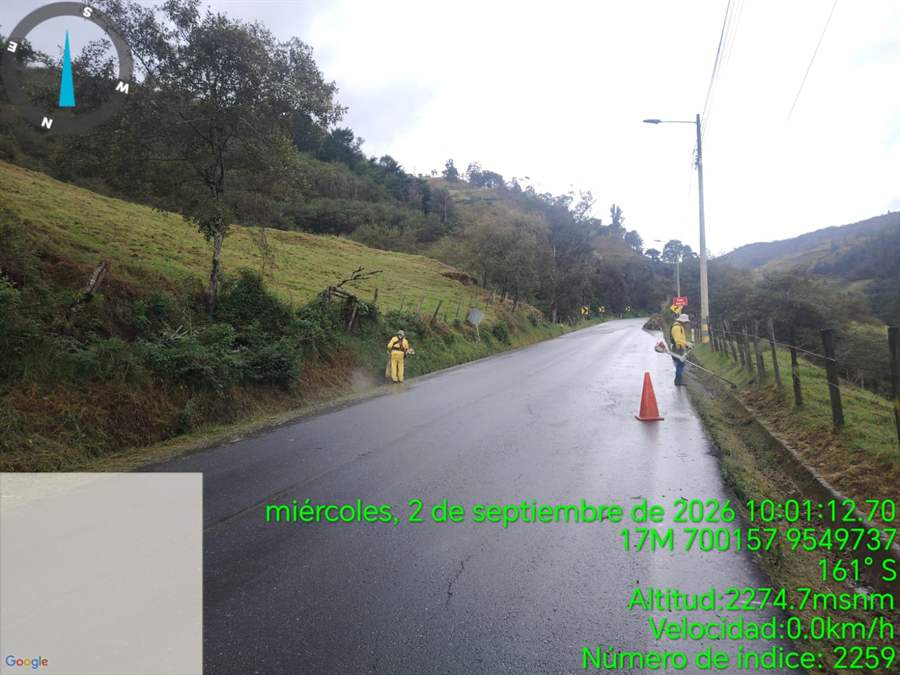 S
E
W
N
miércoles, 2 de septiembre de 2026 10:01:12.70
17M 700157 9549737
161° S
Altitud:2274.7msnm
Velocidad:0.0km/h
Número de índice: 2259
Google